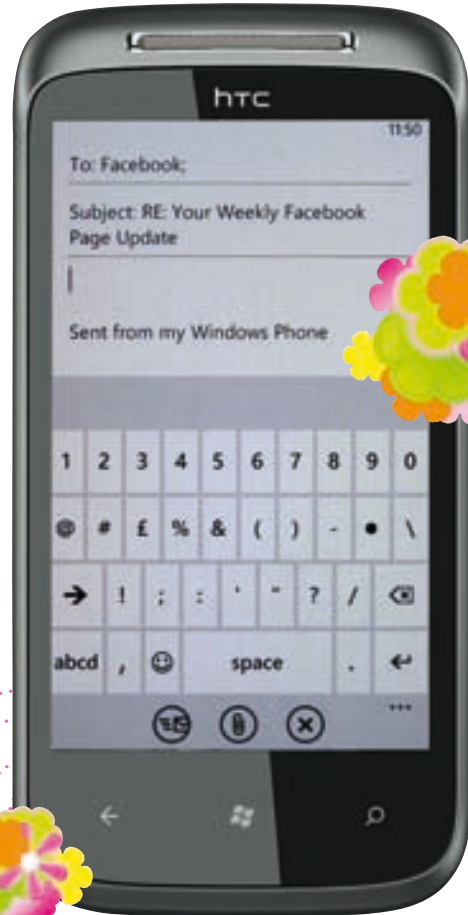 hTC
11:50
To: Facebook;
Subject: RE: Your Weekly Facebook
Page Update
Sent from my Windows Phone
1 2 3 4 5 6 7 8 9 0
@ # £ % & ( ) - • \
→ ! ; : ' " ? /
abcd , ☺ space . ↵